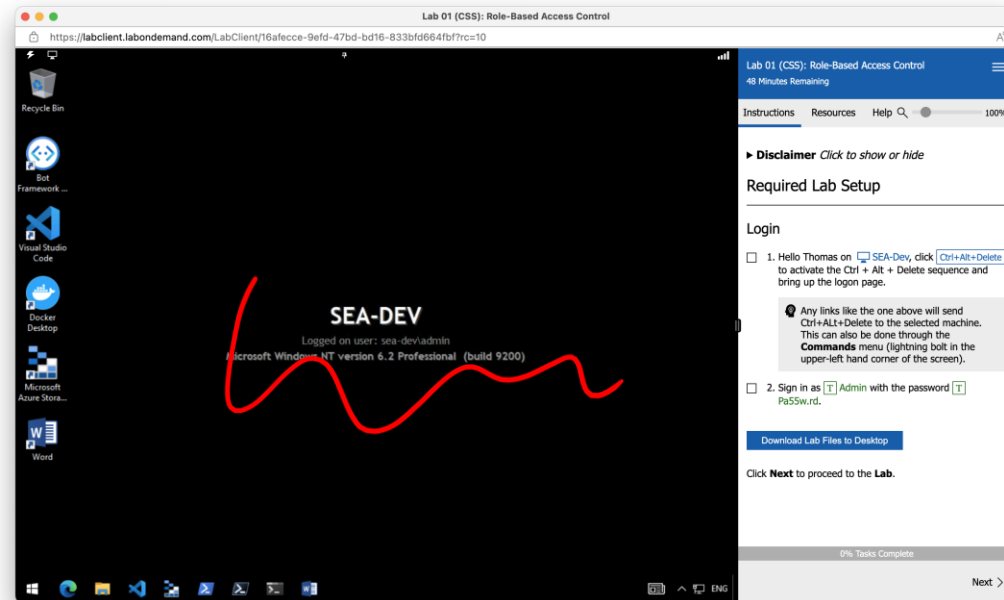 Lab 01 (CSS): Role-Based Access Control
https://labclient.labondemand.com/LabClient/16afecce-9efd-47bd-bd16-833bfd664fbf?rc=10
Recycle Bin
Bot
Framework ...
Visual Studio
Code
Docker
Desktop
Microsoft
Azure Stora...
Word
SEA-DEV
Logged on user: sea-dev\admin
Microsoft Windows NT version 6.2 Professional (build 9200)
ENG
Lab 01 (CSS): Role-Based Access Control
48 Minutes Remaining
Instructions Resources Help 100%
Disclaimer Click to show or hide
Required Lab Setup
Login
1. Hello Thomas on SEA-Dev, click Ctrl+Alt+Delete
to activate the Ctrl + Alt + Delete sequence and
bring up the logon page.
Any links like the one above will send
Ctrl+ALt+Delete to the selected machine.
This can also be done through the
Commands menu (lightning bolt in the
upper-left hand corner of the screen).
2. Sign in as T Admin with the password T
Pa55w.rd.
Download Lab Files to Desktop
Click Next to proceed to the Lab.
0% Tasks Complete
Next >